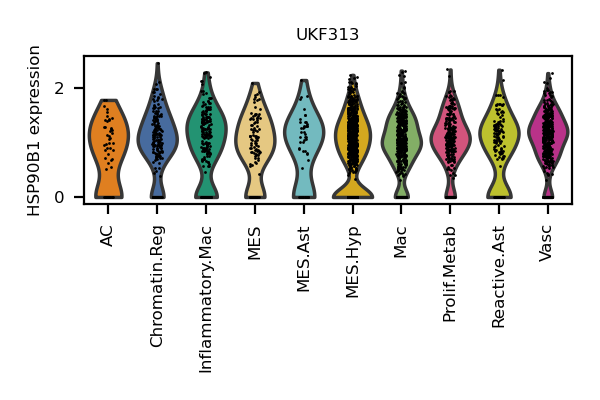 UKF313
HSP90B1 expression
2
0
AC
Chromatin.Reg
Inflammatory.Mac
MES
MES.Ast
MES.Hyp
Mac
Prolif.Metab
Reactive.Ast
Vasc